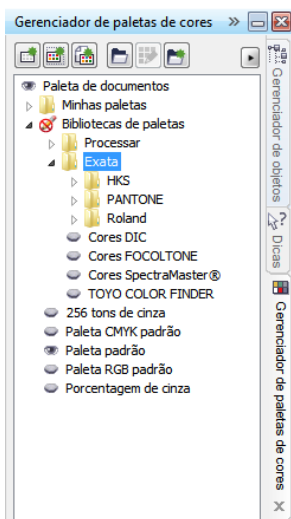 Gerenciador de paletas de cores
Paleta de documentos
Minhas paletas
Bibliotecas de paletas
Processar
Exata
HKS
PANTONE
Roland
Cores DIC
Cores FOCOLTONE
Cores SpectraMaster®
TOYO COLOR FINDER
256 tons de cinza
Paleta CMYK padrão
Paleta padrão
Paleta RGB padrão
Porcentagem de cinza
Gerenciador de objetos
Dicas
Gerenciador de paletas de cores